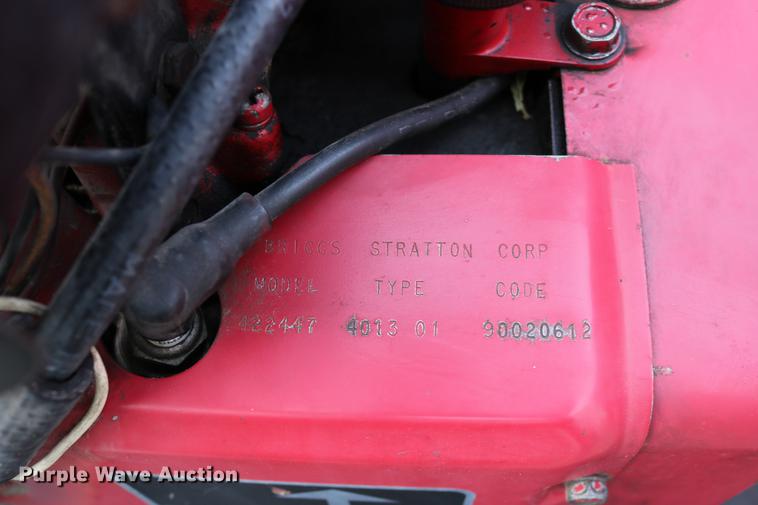 BRIGGS STRATTON CORP
MODEL TYPE CODE
422447 4013 01 90020612
Purple Wave Auction